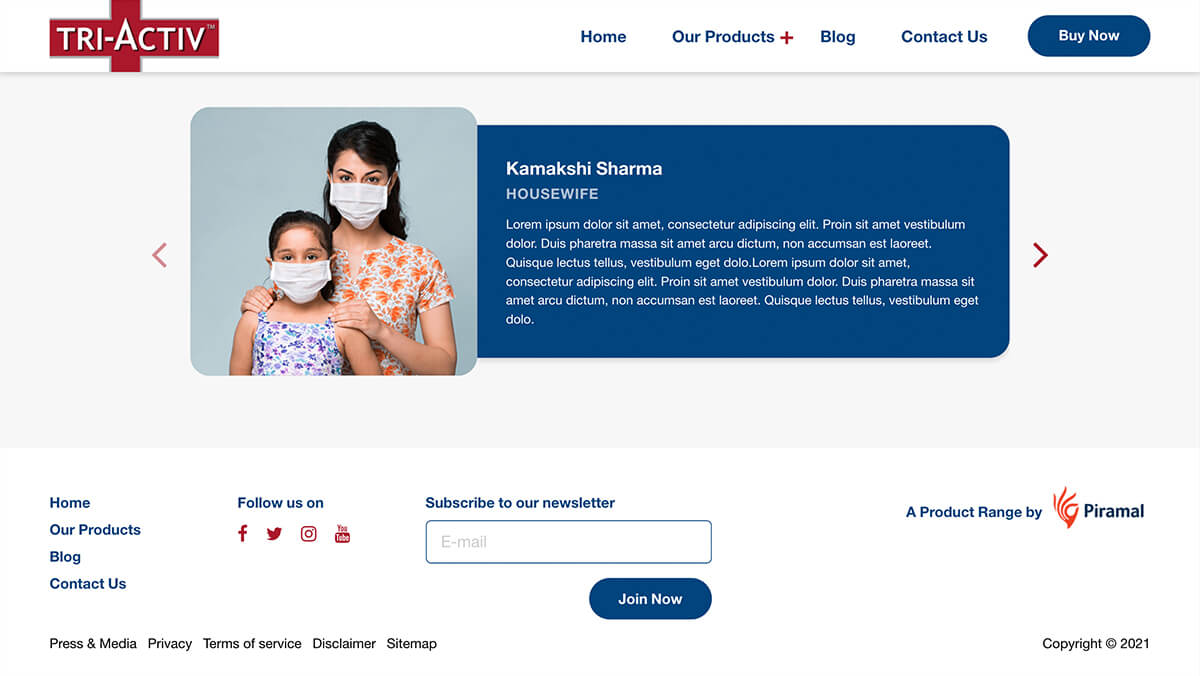 TRI-ACTIV™
Home Our Products + Blog Contact Us Buy Now
Kamakshi Sharma
HOUSEWIFE
Lorem ipsum dolor sit amet, consectetur adipiscing elit. Proin sit amet vestibulum
dolor. Duis pharetra massa sit amet arcu dictum, non accumsan est laoreet.
Quisque lectus tellus, vestibulum eget dolo.Lorem ipsum dolor sit amet,
consectetur adipiscing elit. Proin sit amet vestibulum dolor. Duis pharetra massa sit
amet arcu dictum, non accumsan est laoreet. Quisque lectus tellus, vestibulum eget
dolo.
Home
Our Products
Blog
Contact Us
Follow us on
You
Tube
Subscribe to our newsletter
E-mail
Join Now
A Product Range by Piramal
Press & Media Privacy Terms of service Disclaimer Sitemap
Copyright © 2021